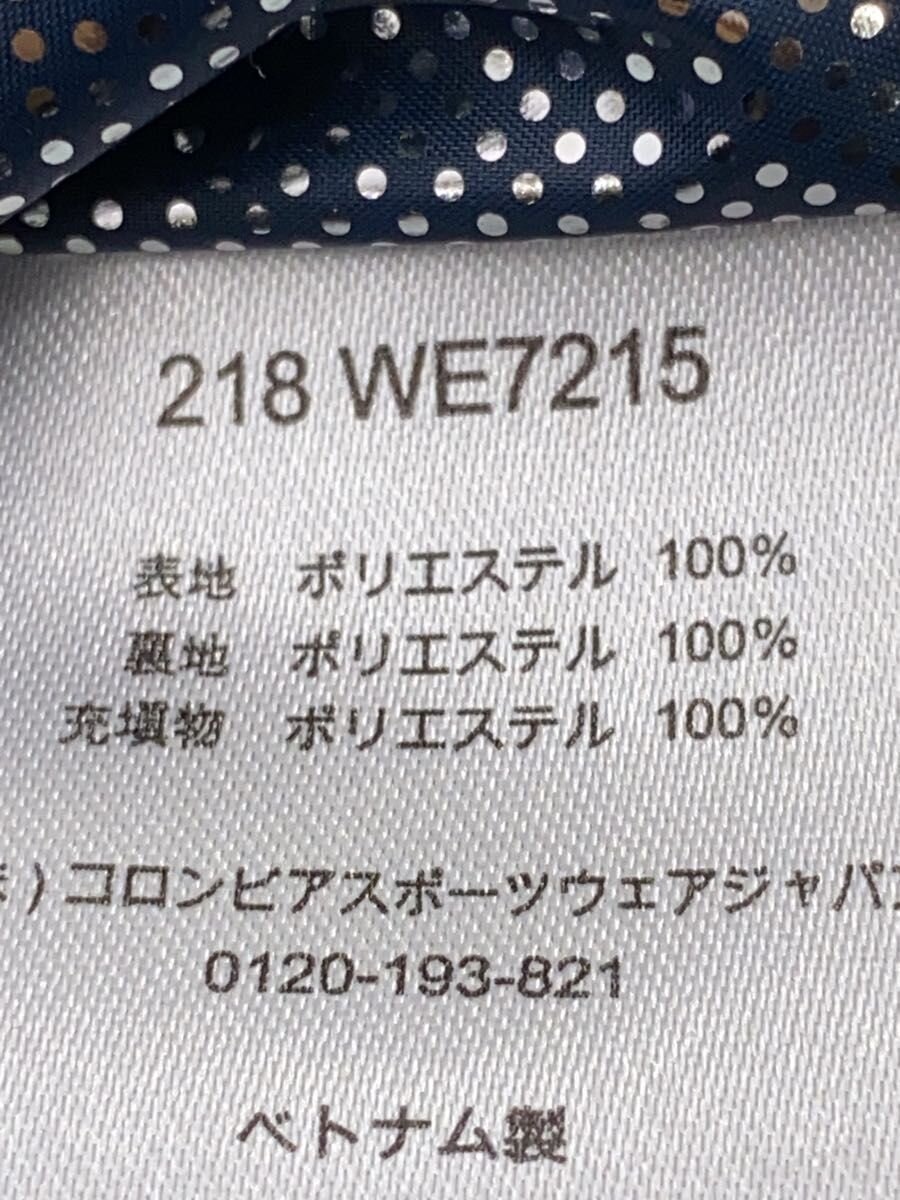 218 WE7215
表地 ポリエステル 100%
裏地 ポリエステル 100%
充填物 ポリエステル 100%
) コロンビアスポーツウェアジャパン
0120-193-821
ベトナム製